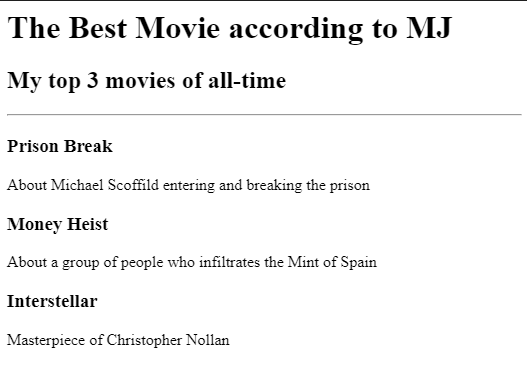 The Best Movie according to MJ
My top 3 movies of all-time
Prison Break
About Michael Scoffild entering and breaking the prison
Money Heist
About a group of people who infiltrates the Mint of Spain
Interstellar
Masterpiece of Christopher Nollan